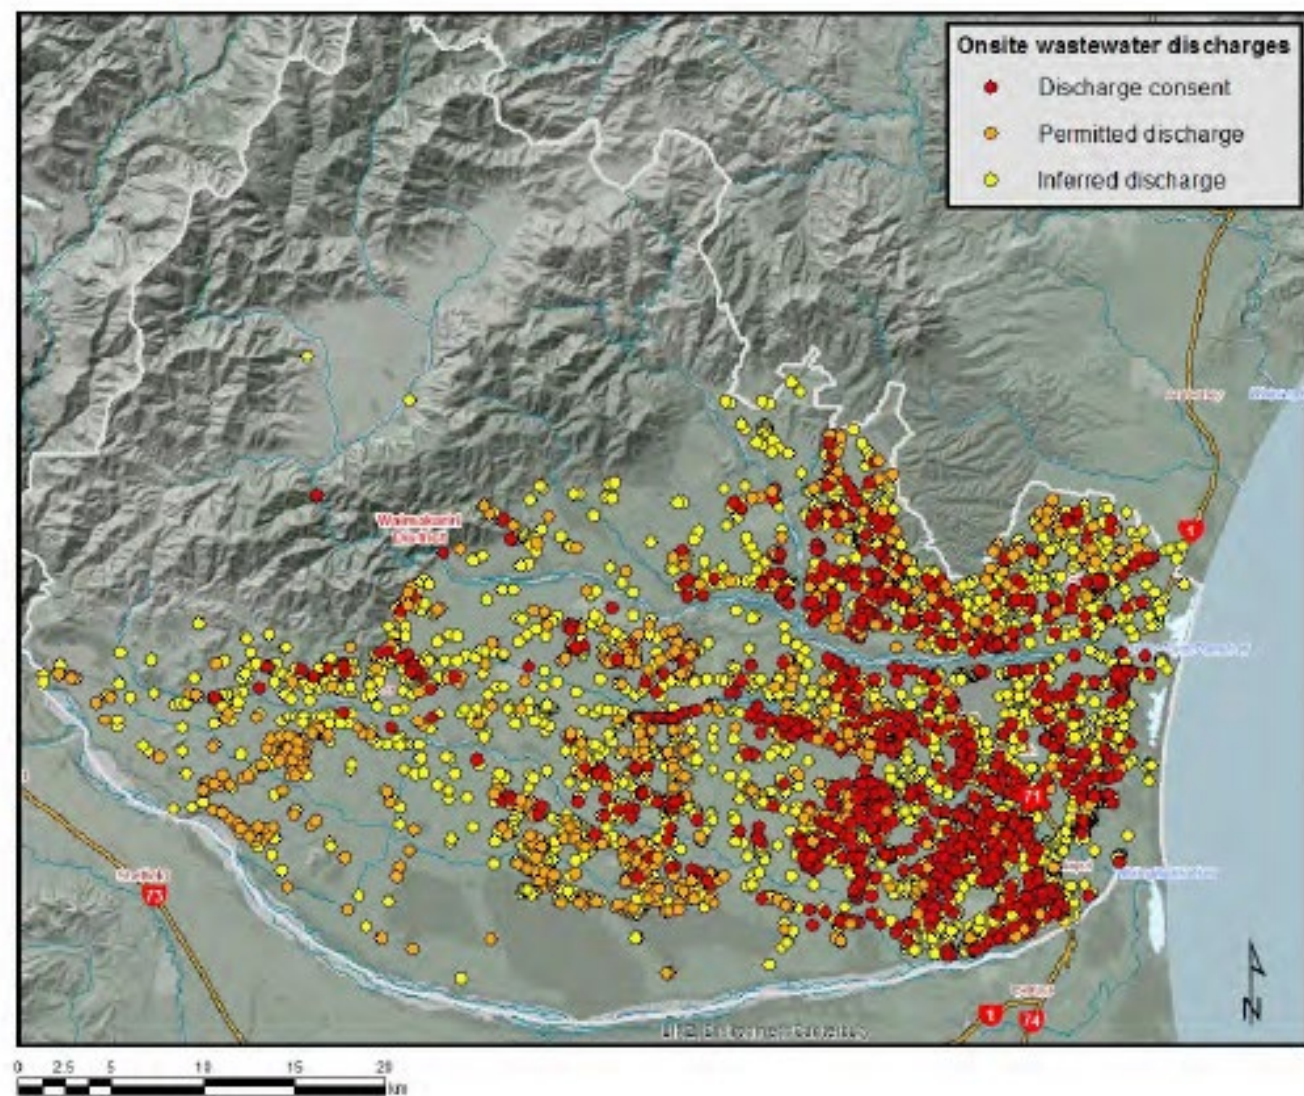 Onsite wastewater discharges
Discharge consent
Permitted discharge
Inferred discharge
1
Waimakariri
District
71
73
1
74
N
0 2.5 5 10 15 20
km